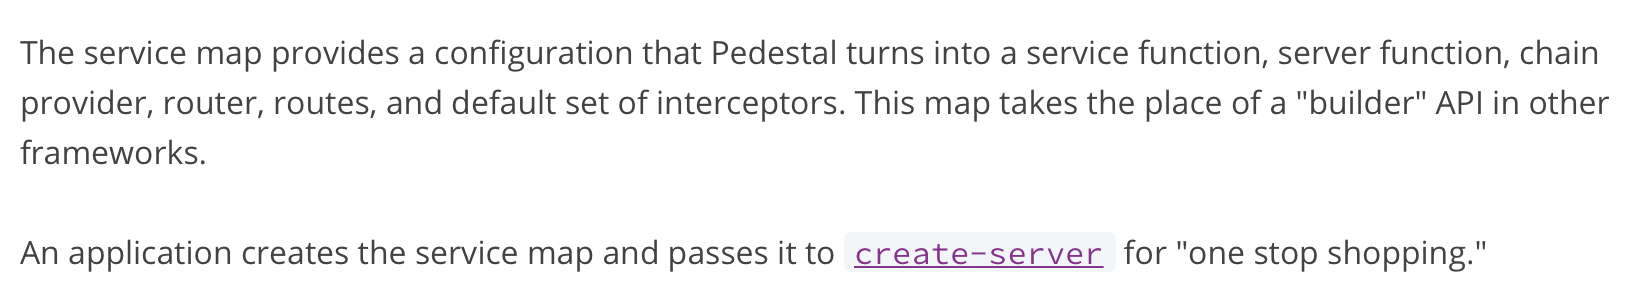 The service map provides a configuration that Pedestal turns into a service function, server function, chain
provider, router, routes, and default set of interceptors. This map takes the place of a "builder" API in other
frameworks.
An application creates the service map and passes it to create-server for "one stop shopping."